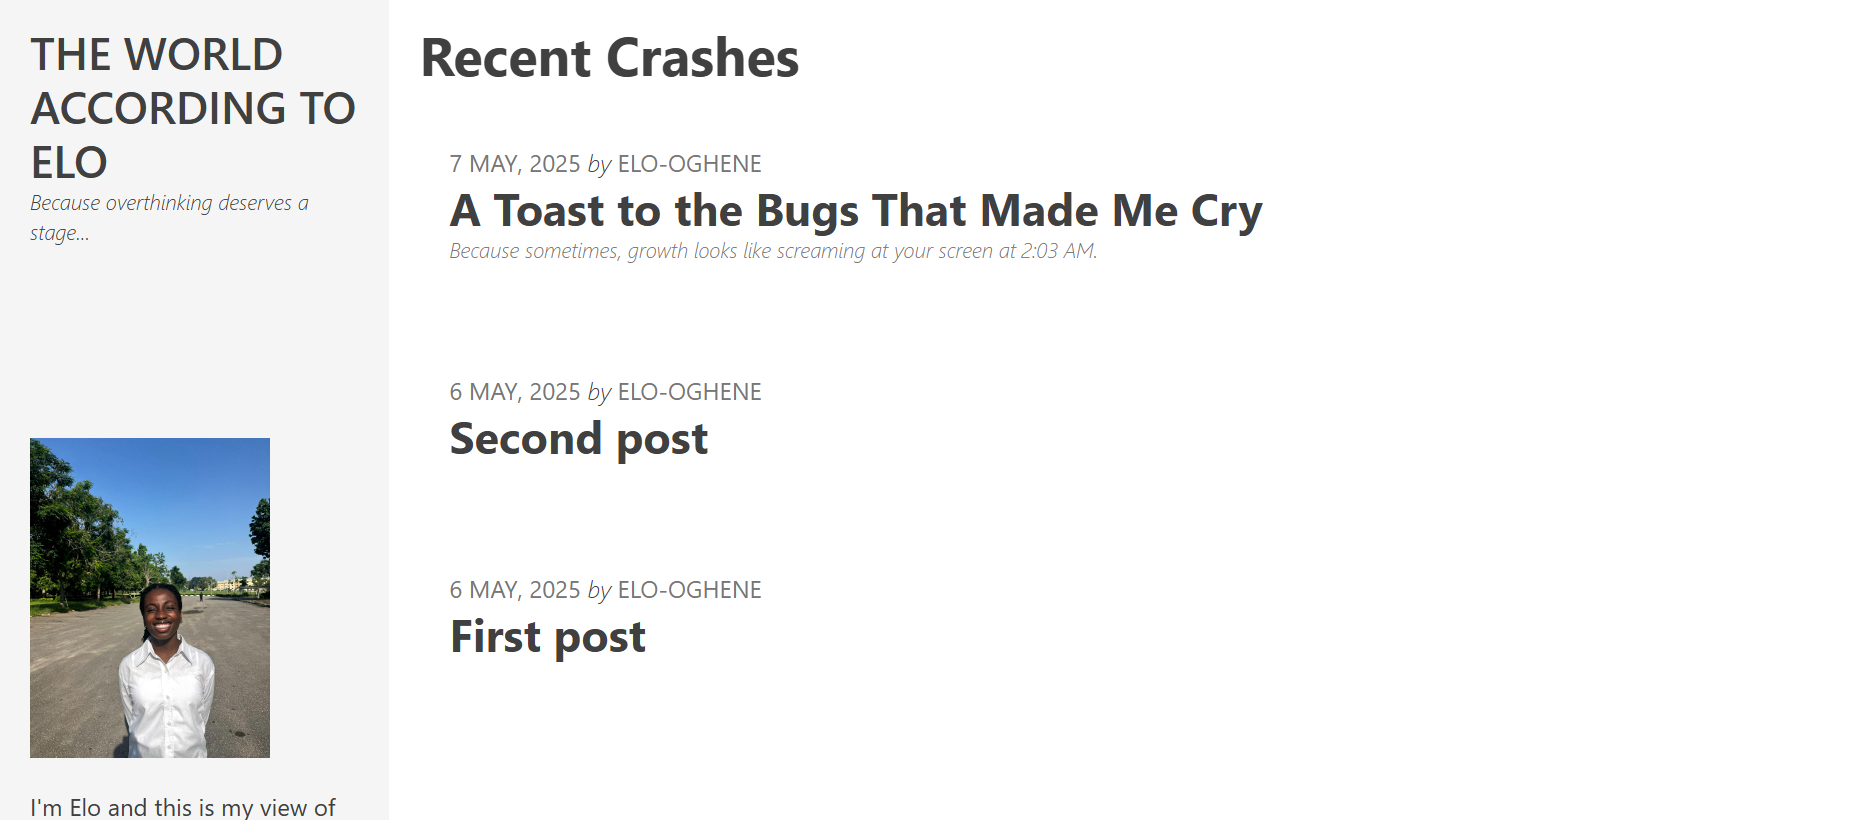 THE WORLD
ACCORDING TO
ELO
Because overthinking deserves a
stage...
I'm Elo and this is my view of
Recent Crashes
7 MAY, 2025 by ELO-OGHENE
A Toast to the Bugs That Made Me Cry
Because sometimes, growth looks like screaming at your screen at 2:03 AM.
6 MAY, 2025 by ELO-OGHENE
Second post
6 MAY, 2025 by ELO-OGHENE
First post